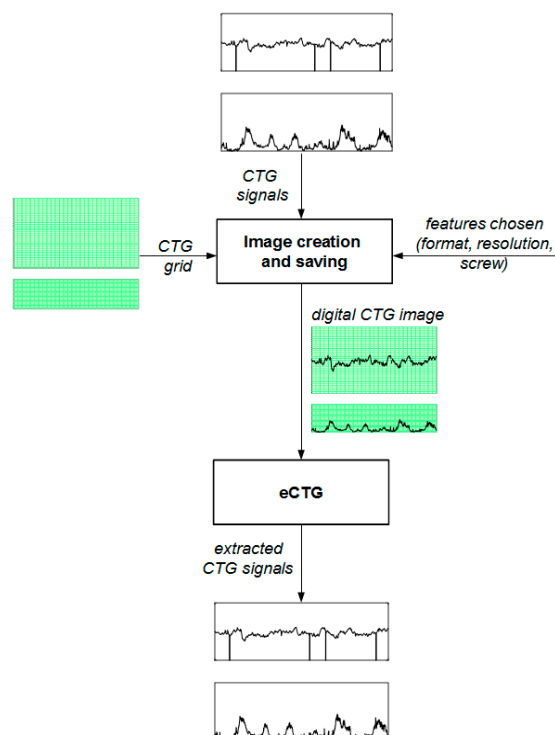 CTG
signals
CTG
grid
Image creation
and saving
features chosen
(format, resolution,
screw)
digital CTG image
eCTG
extracted
CTG signals